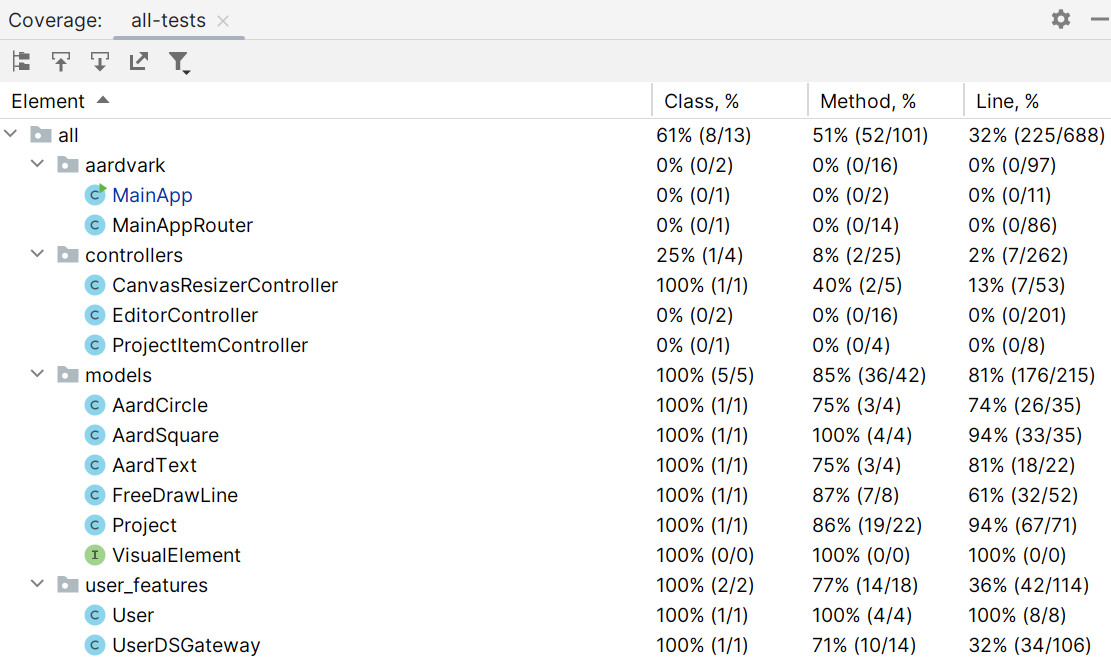 Coverage: all-tests
Element Class, % Method, % Line, %
all 61% (8/13) 51% (52/101) 32% (225/688)
aardvark 0% (0/2) 0% (0/16) 0% (0/97)
MainApp 0% (0/1) 0% (0/2) 0% (0/11)
MainAppRouter 0% (0/1) 0% (0/14) 0% (0/86)
controllers 25% (1/4) 8% (2/25) 2% (7/262)
CanvasResizerController 100% (1/1) 40% (2/5) 13% (7/53)
EditorController 0% (0/2) 0% (0/16) 0% (0/201)
ProjectItemController 0% (0/1) 0% (0/4) 0% (0/8)
models 100% (5/5) 85% (36/42) 81% (176/215)
C AardCircle 100% (1/1) 75% (3/4) 74% (26/35)
C AardSquare 100% (1/1) 100% (4/4) 94% (33/35)
C AardText 100% (1/1) 75% (3/4) 81% (18/22)
C FreeDrawLine 100% (1/1) 87% (7/8) 61% (32/52)
C Project 100% (1/1) 86% (19/22) 94% (67/71)
I VisualElement 100% (0/0) 100% (0/0) 100% (0/0)
user_features 100% (2/2) 77% (14/18) 36% (42/114)
C User 100% (1/1) 100% (4/4) 100% (8/8)
C UserDSGateway 100% (1/1) 71% (10/14) 32% (34/106)